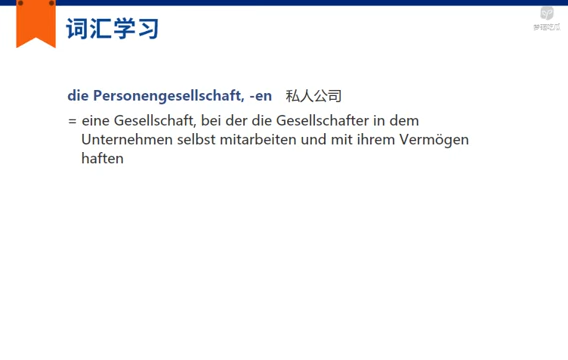 词汇学习
die Personengesellschaft, -en 私人公司
= eine Gesellschaft, bei der die Gesellschafter in dem
Unternehmen selbst mitarbeiten und mit ihrem Vermögen
haften